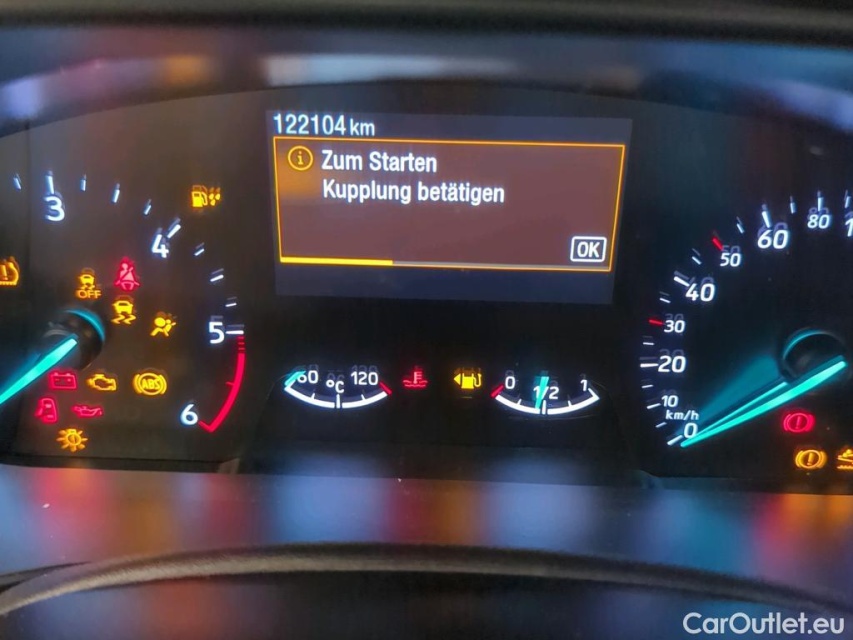 122104 km
i Zum Starten
Kupplung betätigen
OK
3
4
5
6
OFF
ABS
60 °C 120
0 1/2 1
0
10
20
30
40
50
60
80
km/h
CarOutlet.eu